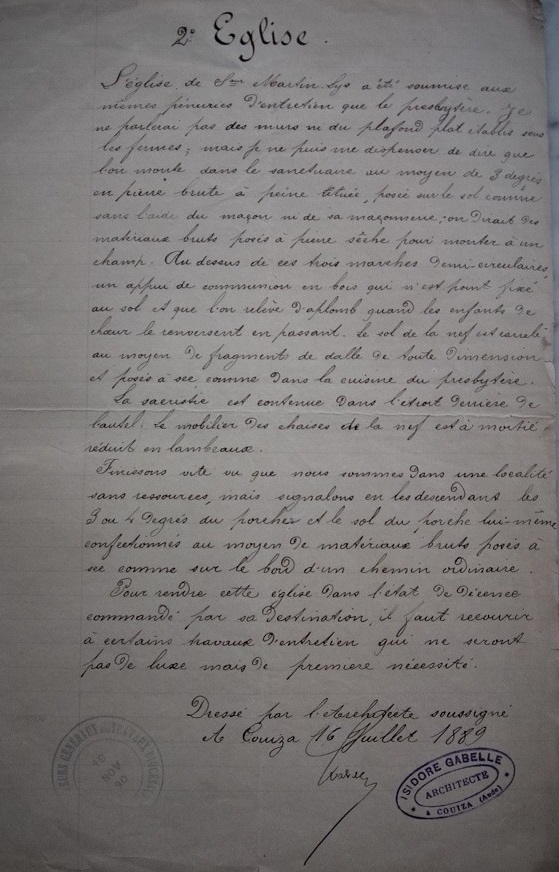 2° Eglise.
L'église de St Martin-Lys a été soumise aux
mêmes pénuries d'entretien que le presbytère. Je
ne parlerai pas des murs ni du plafond plat établis sous
les fermes; mais je ne puis me dispenser de dire que
l'on monte dans le sanctuaire au moyen de 3 degrés
en pierre brute à peine posée sur le sol comme
sans l'aide du maçon ni de sa maçonnerie; on dirait des
matériaux bruts posés à pierre sêche pour monter à un
champ. Au dessus de ces trois marches demi-circulaires,
un appui de communion en bois qui n'est point fixé
au sol et que l'on relève d'aplomb quand les enfants de
chœur le renversent en passant. Le sol de la nef est carrelé
au moyen de fragments de dalle de toute dimension
et posés à sec comme dans la cuisine du presbytère.
La sacristie est contenue dans l'étroit derrière de
l'autel. Le mobilier des chaises de la nef est à moitié
réduit en lambeaux.
Finissons vite vu que nous sommes dans une localité
sans ressources, mais signalons en les descendant les
3 ou 4 degrés du porche et le sol du porche lui-même
confectionnés au moyen de matériaux bruts posés à
sec comme sur le bord d'un chemin ordinaire.
Pour rendre cette église dans l'état de décence
commandé par sa destination, il faut recourir
à certains travaux d'entretien qui ne seront
pas de luxe mais de première nécessité.
Dressé par l'Architecte soussigné
A Couiza 16 Juillet 1889
ISIDORE GABELLE
ARCHITECTE
à COUIZA (Aude)
NOV
90